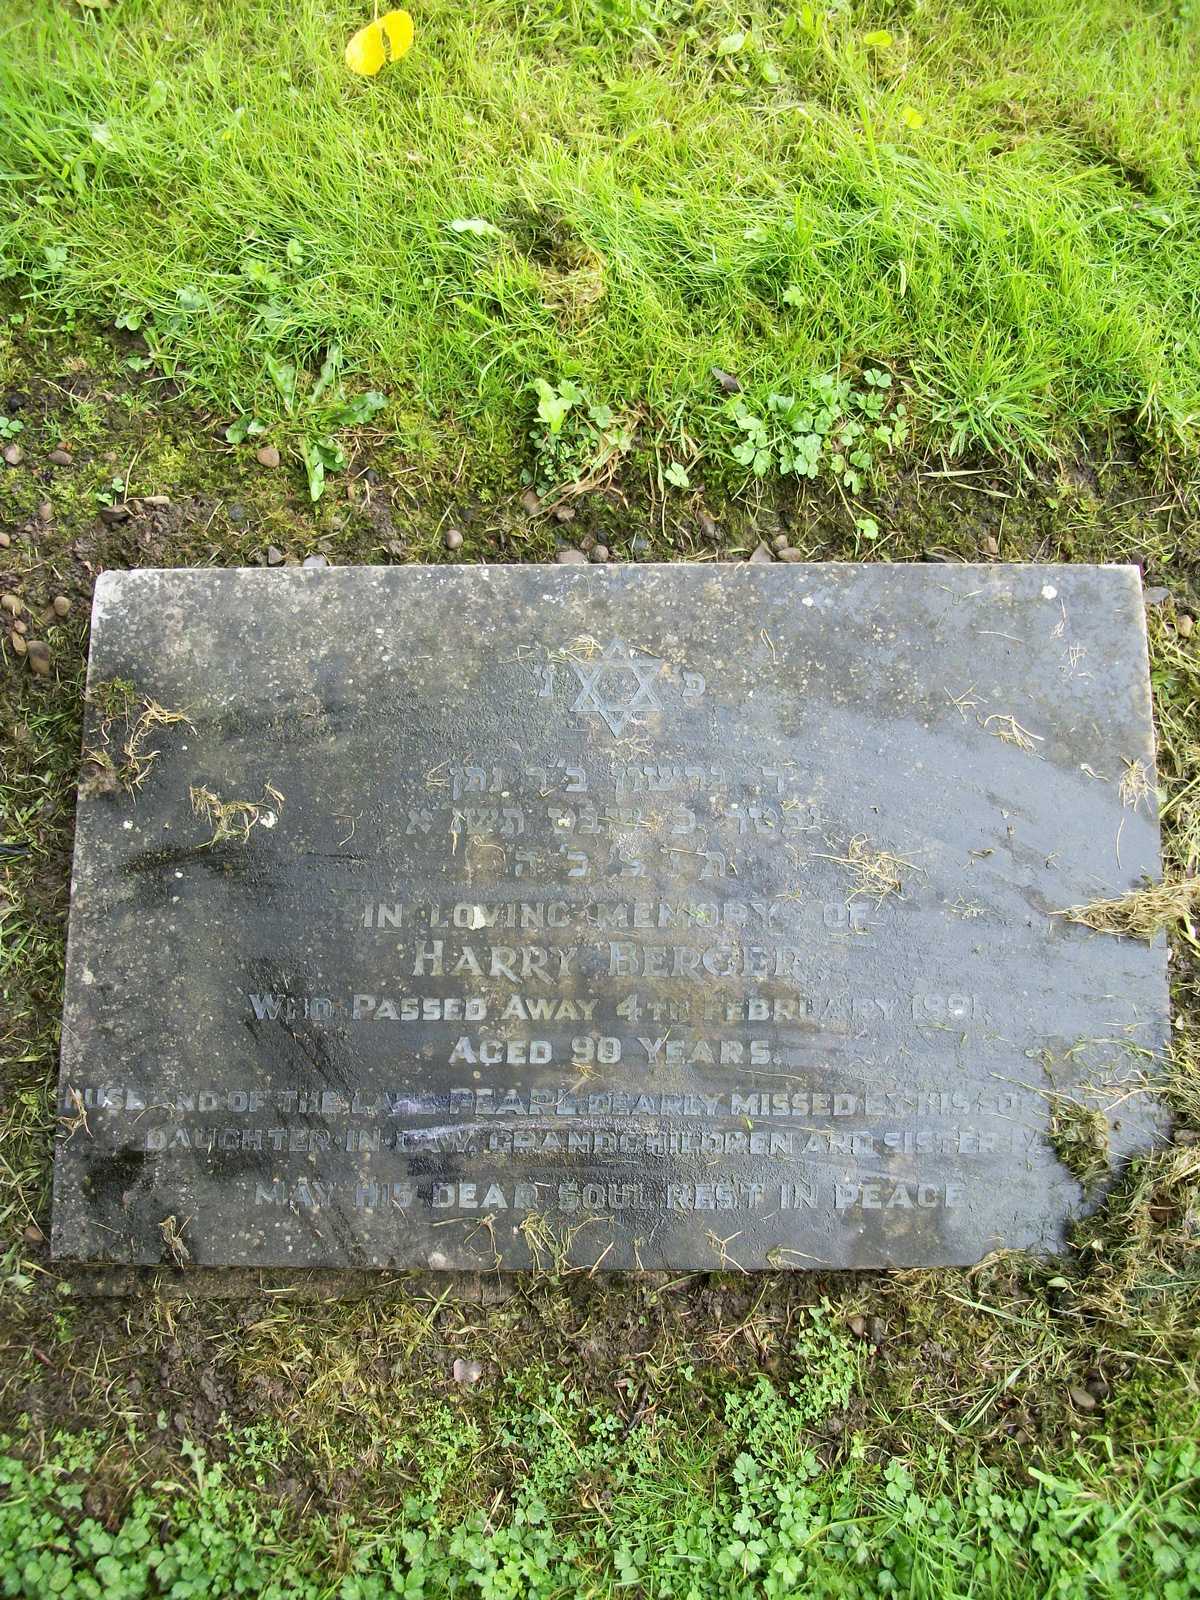 פ נ
ר' גרשון ב"ר נתן
נפטר כ' שבט תשנ"א
ת' נ' צ' ב' ה'
IN LOVING MEMORY OF
HARRY BERGER
WHO PASSED AWAY 4TH FEBRUARY 1991
AGED 90 YEARS.
HUSBAND OF THE LATE PEARL, DEARLY MISSED BY HIS
DAUGHTER IN LAW, GRANDCHILDREN AND SISTER
MAY HIS DEAR SOUL REST IN PEACE